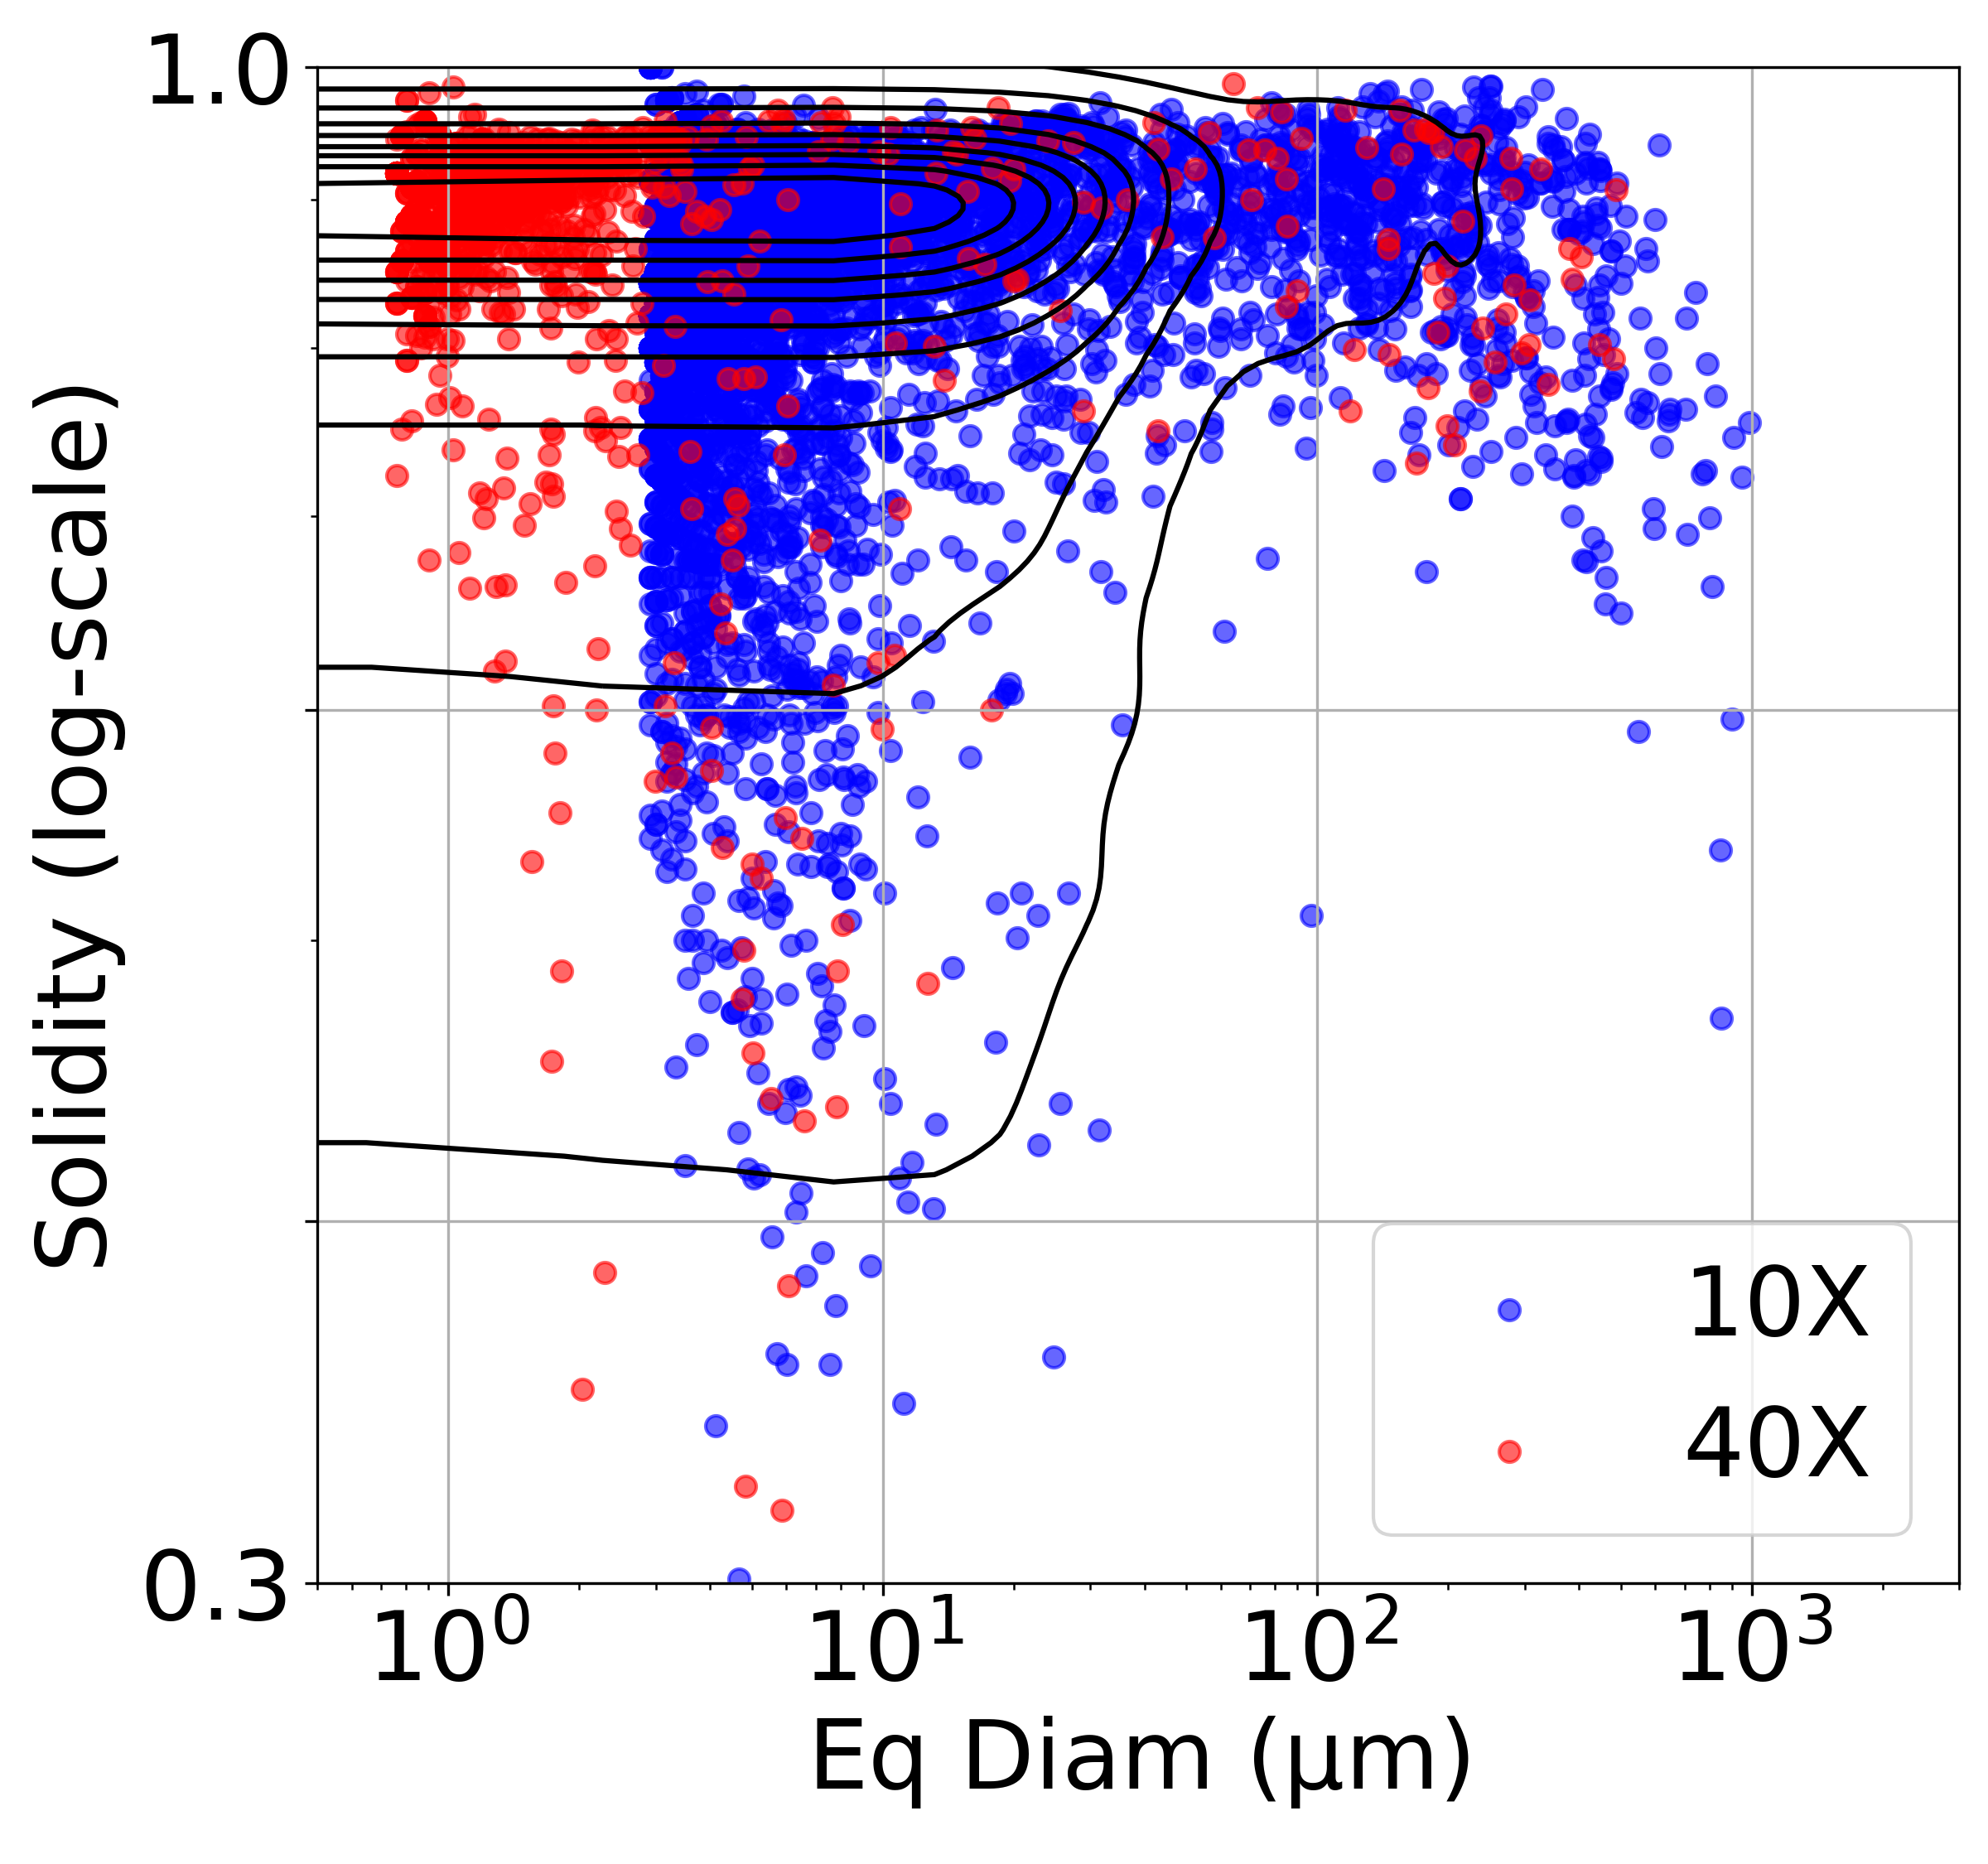 Solidity (log-scale)
1.0
0.3
10⁰
10¹
10²
10³
Eq Diam (μm)
10X
40X